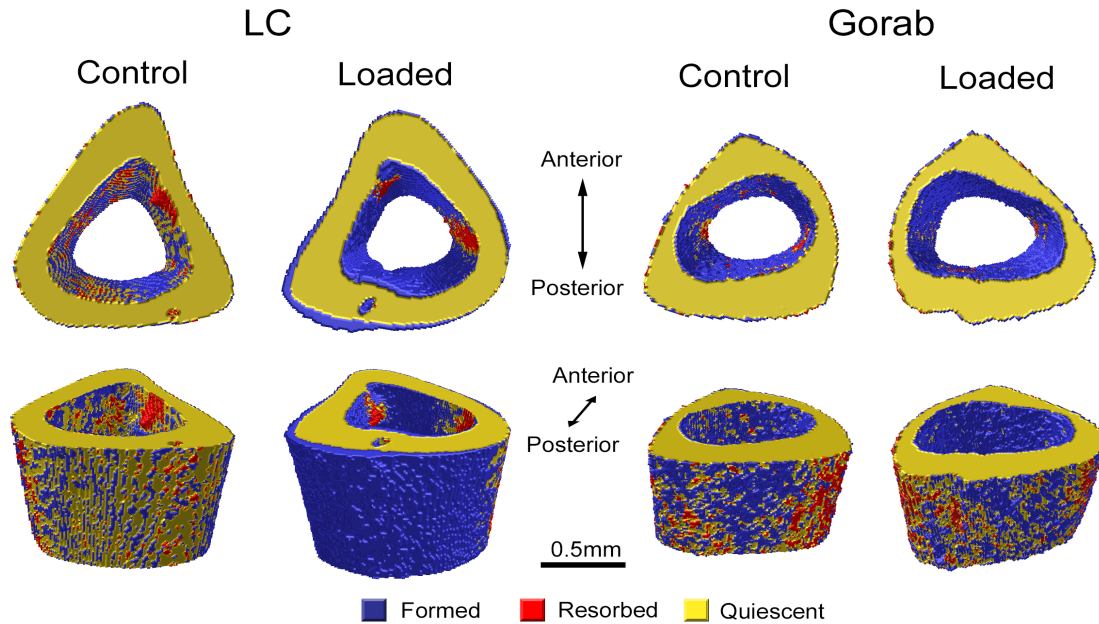 LC
Gorab
Control
Loaded
Control
Loaded
Anterior
Posterior
Anterior
Posterior
0.5mm
Formed
Resorbed
Quiescent